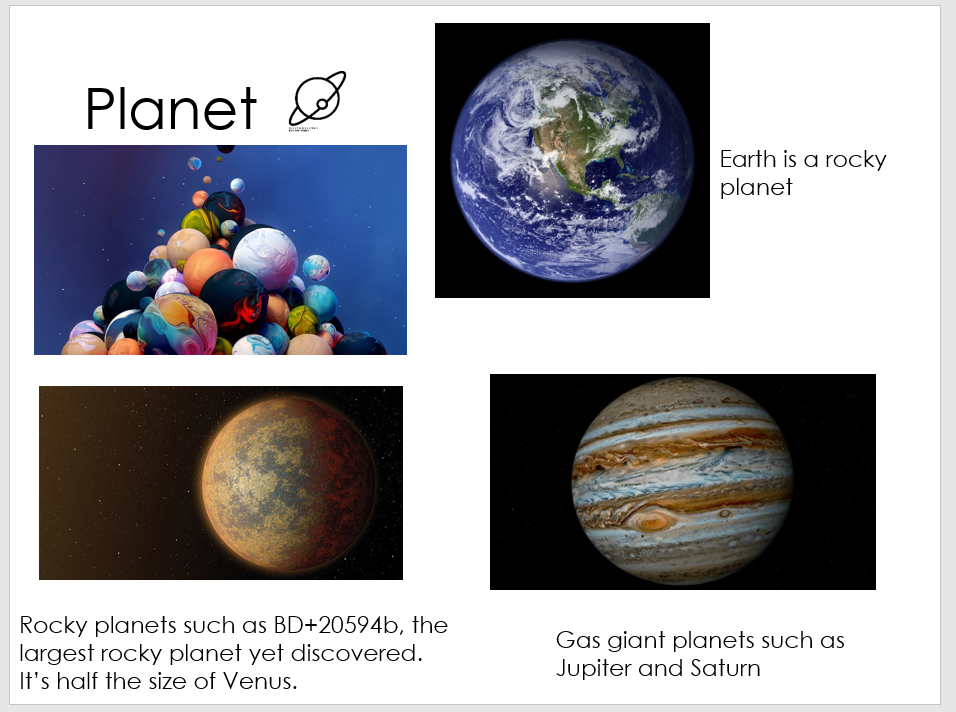 Planet
Earth is a rocky
planet
Rocky planets such as BD+20594b, the
largest rocky planet yet discovered.
It’s half the size of Venus.
Gas giant planets such as
Jupiter and Saturn